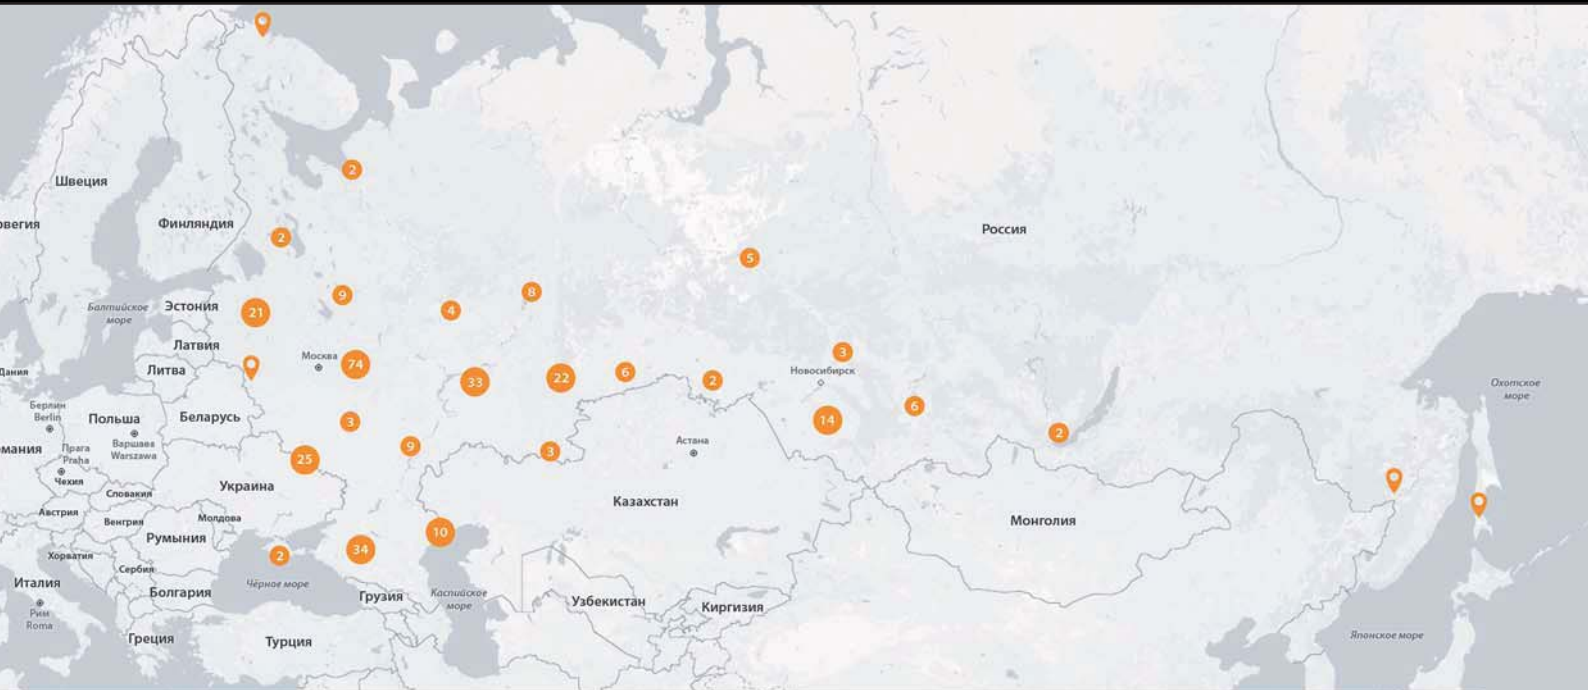 2
Швеция
Финляндия
Россия
рвегия
2
5
8
9
4
Балтийское
море
Эстония
21
Латвия
3
Москва
74
Новосибирск
Дания
Литва
33
22
6
2
Охотское
море
Берлин
Berlin
Польша
Беларусь
3
14
6
Варшава
Warszawa
2
Астана
мания
Прага
Praha
9
3
25
Чехия
Украина
Словакия
Казахстан
Австрия
Венгрия
Молдова
Монголия
Румыния
10
34
2
Хорватия
Сербия
Италия
Чёрное море
Болгария
Грузия
Каспийское
море
Узбекистан
Киргизия
Рим
Roma
Греция
Турция
Японское море